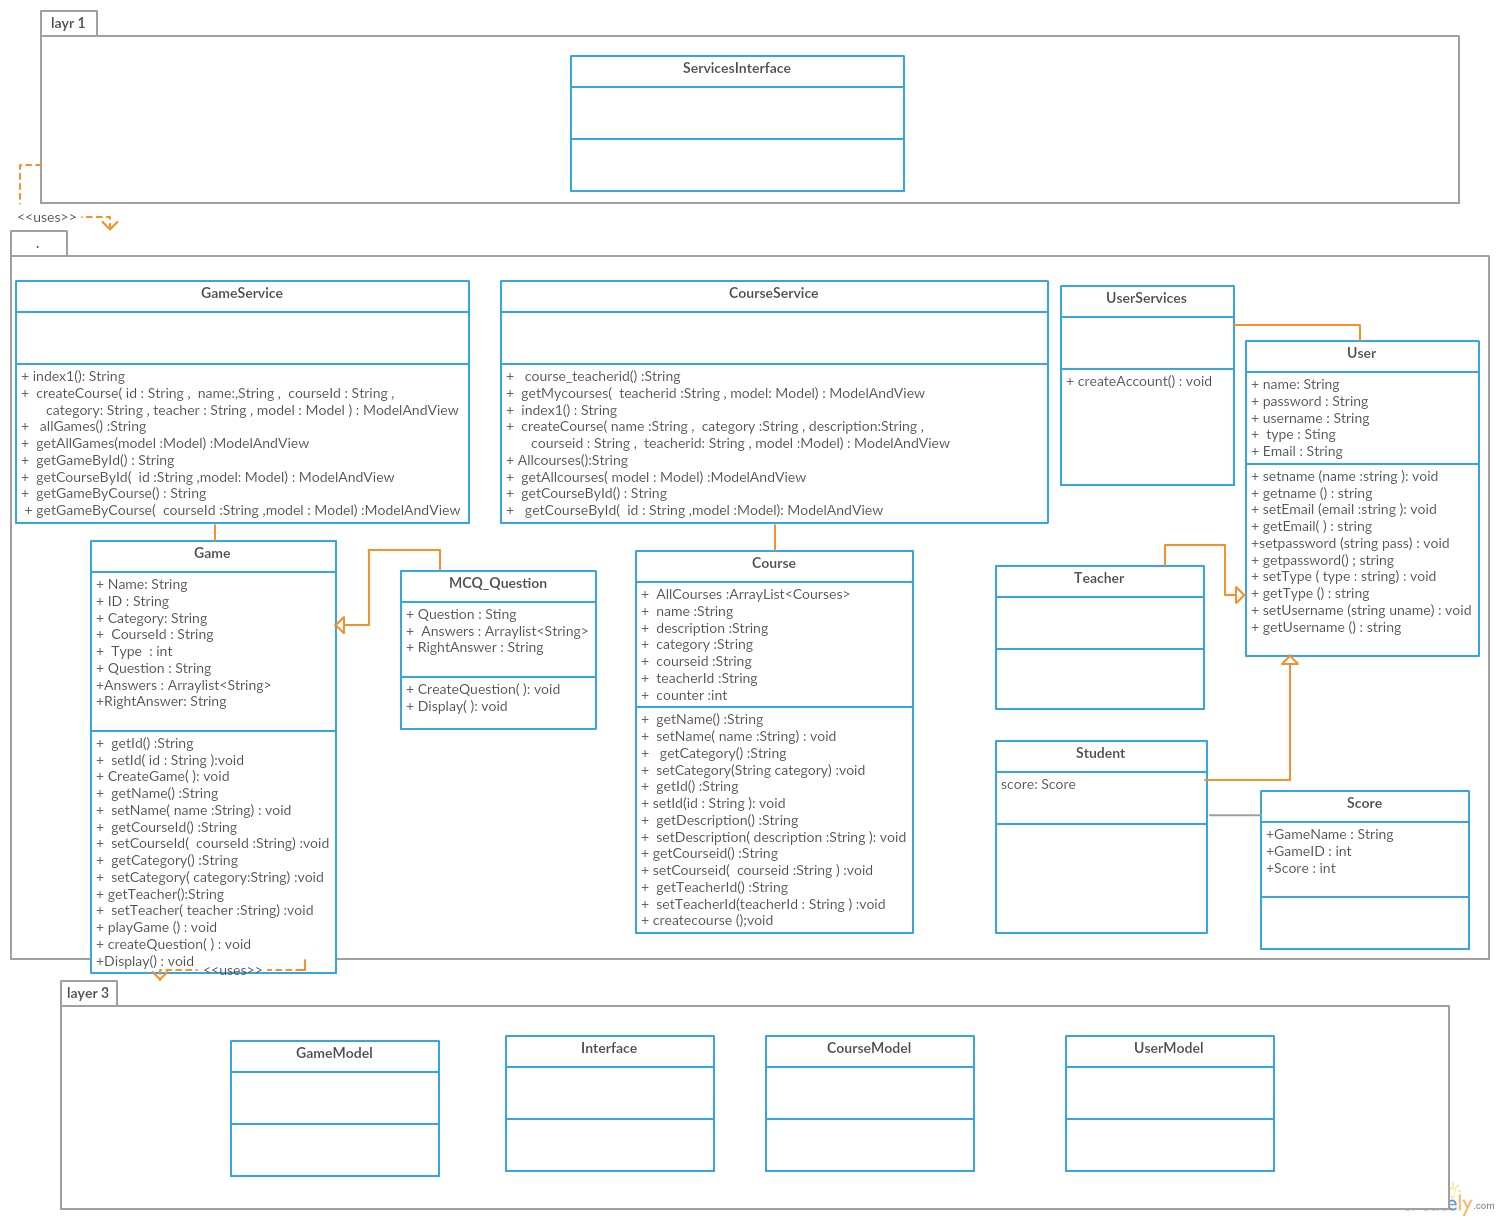 layr 1
ServicesInterface
<<uses>>
.
GameService
+ index1(): String
+ createCourse( id : String , name:,String , courseId : String ,
category: String , teacher : String , model : Model ) : ModelAndView
+ allGames() :String
+ getAllGames(model :Model) :ModelAndView
+ getGameById() : String
+ getCourseById( id :String ,model: Model) : ModelAndView
+ getGameByCourse() : String
+ getGameByCourse( courseId :String ,model : Model) :ModelAndView
CourseService
+ course_teacherid() :String
+ getMycourses( teacherid :String , model: Model) : ModelAndView
+ index1() : String
+ createCourse( name :String , category :String , description:String ,
courseid : String , teacherid: String , model :Model) : ModelAndView
+ Allcourses():String
+ getAllcourses( model : Model) :ModelAndView
+ getCourseById() : String
+ getCourseById( id : String ,model :Model): ModelAndView
UserServices
+ createAccount() : void
User
+ name: String
+ password : String
+ username : String
+ type : Sting
+ Email : String
+ setname (name :string ): void
+ getname () : string
+ setEmail (email :string ): void
+ getEmail( ) : string
+setpassword (string pass) : void
+ getpassword() ; string
+ setType ( type : string) : void
+ getType () : string
+ setUsername (string uname) : void
+ getUsername () : string
Game
+ Name: String
+ ID : String
+ Category: String
+ CourseId : String
+ Type : int
+ Question : String
+Answers : Arraylist<String>
+RightAnswer: String
+ getId() :String
+ setId( id : String ):void
+ CreateGame( ): void
+ getName() :String
+ setName( name :String) : void
+ getCourseId() :String
+ setCourseId( courseId :String) :void
+ getCategory() :String
+ setCategory( category:String) :void
+ getTeacher():String
+ setTeacher( teacher :String) :void
+ playGame () : void
+ createQuestion( ) : void
+Display() : void
MCQ_Question
+ Question : Sting
+ Answers : Arraylist<String>
+ RightAnswer : String
+ CreateQuestion( ): void
+ Display( ): void
Course
+ AllCourses :ArrayList<Courses>
+ name :String
+ description :String
+ category :String
+ courseid :String
+ teacherId :String
+ counter :int
+ getName() :String
+ setName( name :String) : void
+ getCategory() :String
+ setCategory(String category) :void
+ getId() :String
+ setId(id : String ): void
+ getDescription() :String
+ setDescription( description :String ): void
+ getCourseid() :String
+ setCourseid( courseid :String ) :void
+ getTeacherId() :String
+ setTeacherId(teacherId : String ) :void
+ createcourse ();void
Teacher
Student
score: Score
Score
+GameName : String
+GameID : int
+Score : int
<<uses>>
layer 3
GameModel
Interface
CourseModel
UserModel
ely.com